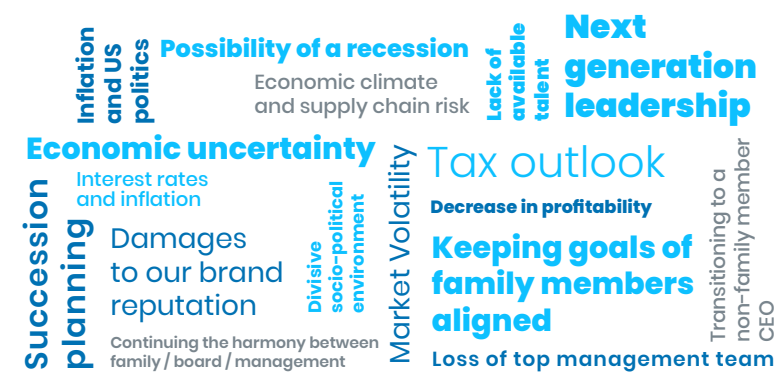 Inflation
and US
politics
Possibility of a recession
Economic climate
and supply chain risk
Lack of
available
talent
Next
generation
leadership
Economic uncertainty
Interest rates
and inflation
Succession
planning
Damages
to our brand
reputation
Divisive
socio-political
environment
Continuing the harmony between
family / board / management
Market Volatility
Tax outlook
Decrease in profitability
Keeping goals of
family members
aligned
Loss of top management team
Transitioning to a
non-family member
CEO